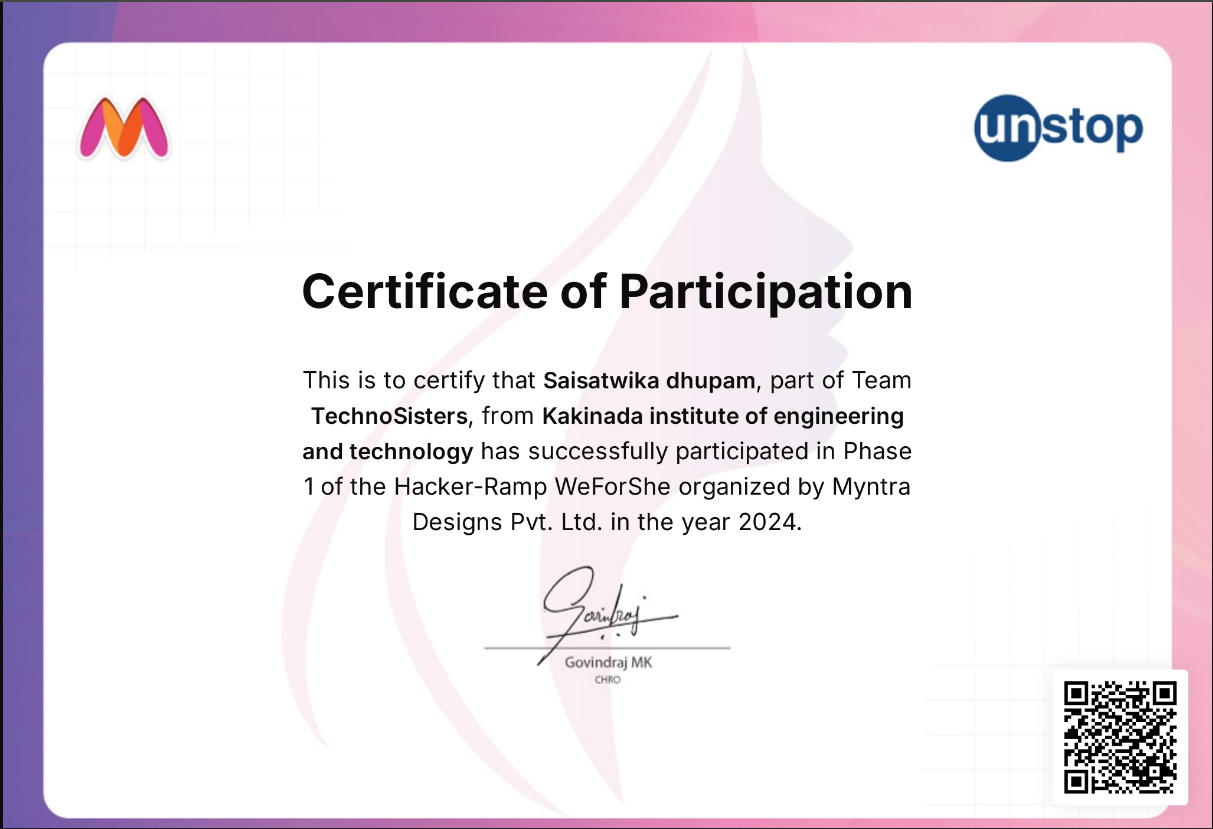 unstop
Certificate of Participation
This is to certify that Saisatwika dhupam, part of Team
TechnoSisters, from Kakinada institute of engineering
and technology has successfully participated in Phase
1 of the Hacker-Ramp WeForShe organized by Myntra
Designs Pvt. Ltd. in the year 2024.
Govindraj
Govindraj MK
CHRO